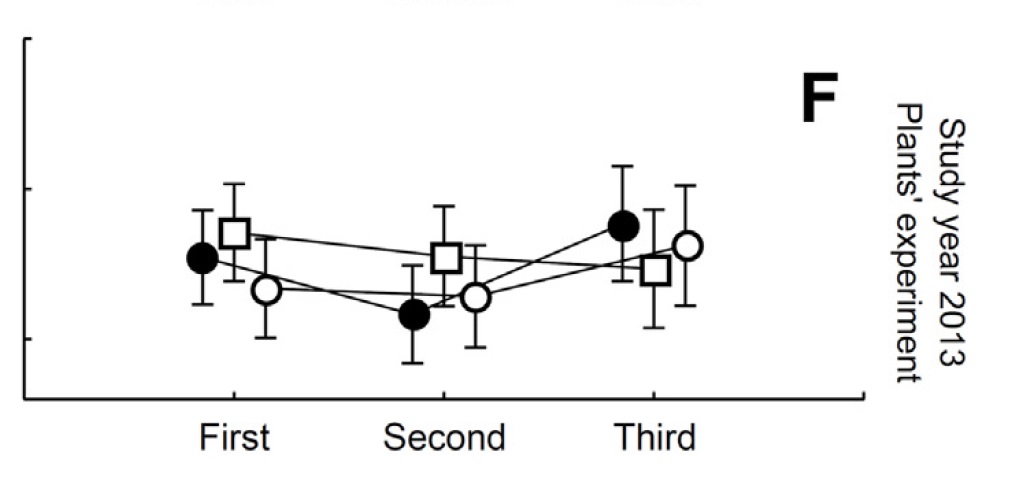 F
Study year 2013
Plants' experiment
First Second Third